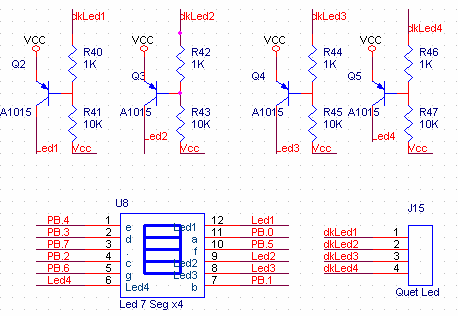 dkLed1 dkLed2 dkLed3 dkLed4
VCC VCC VCC VCC
R40 R42 R44 R46
Q2 1K Q3 1K Q4 1K Q5 1K
A1015 R41 A1015 R43 A1015 R45 A1015 R47
10K 10K 10K 10K
Led1 Vcc Led2 Led3 Vcc Led4 Vcc
U8
PB.4 1 e Led1 12 Led1
PB.3 2 d a 11 PB.0
PB.7 3 . f 10 PB.5
PB.2 4 c Led2 9 Led2
PB.6 5 g Led3 8 Led3
Led4 6 Led4 b 7 PB.1
Led 7 Seg x4
J15
dkLed1 1
dkLed2 2
dkLed3 3
dkLed4 4
Quet Led